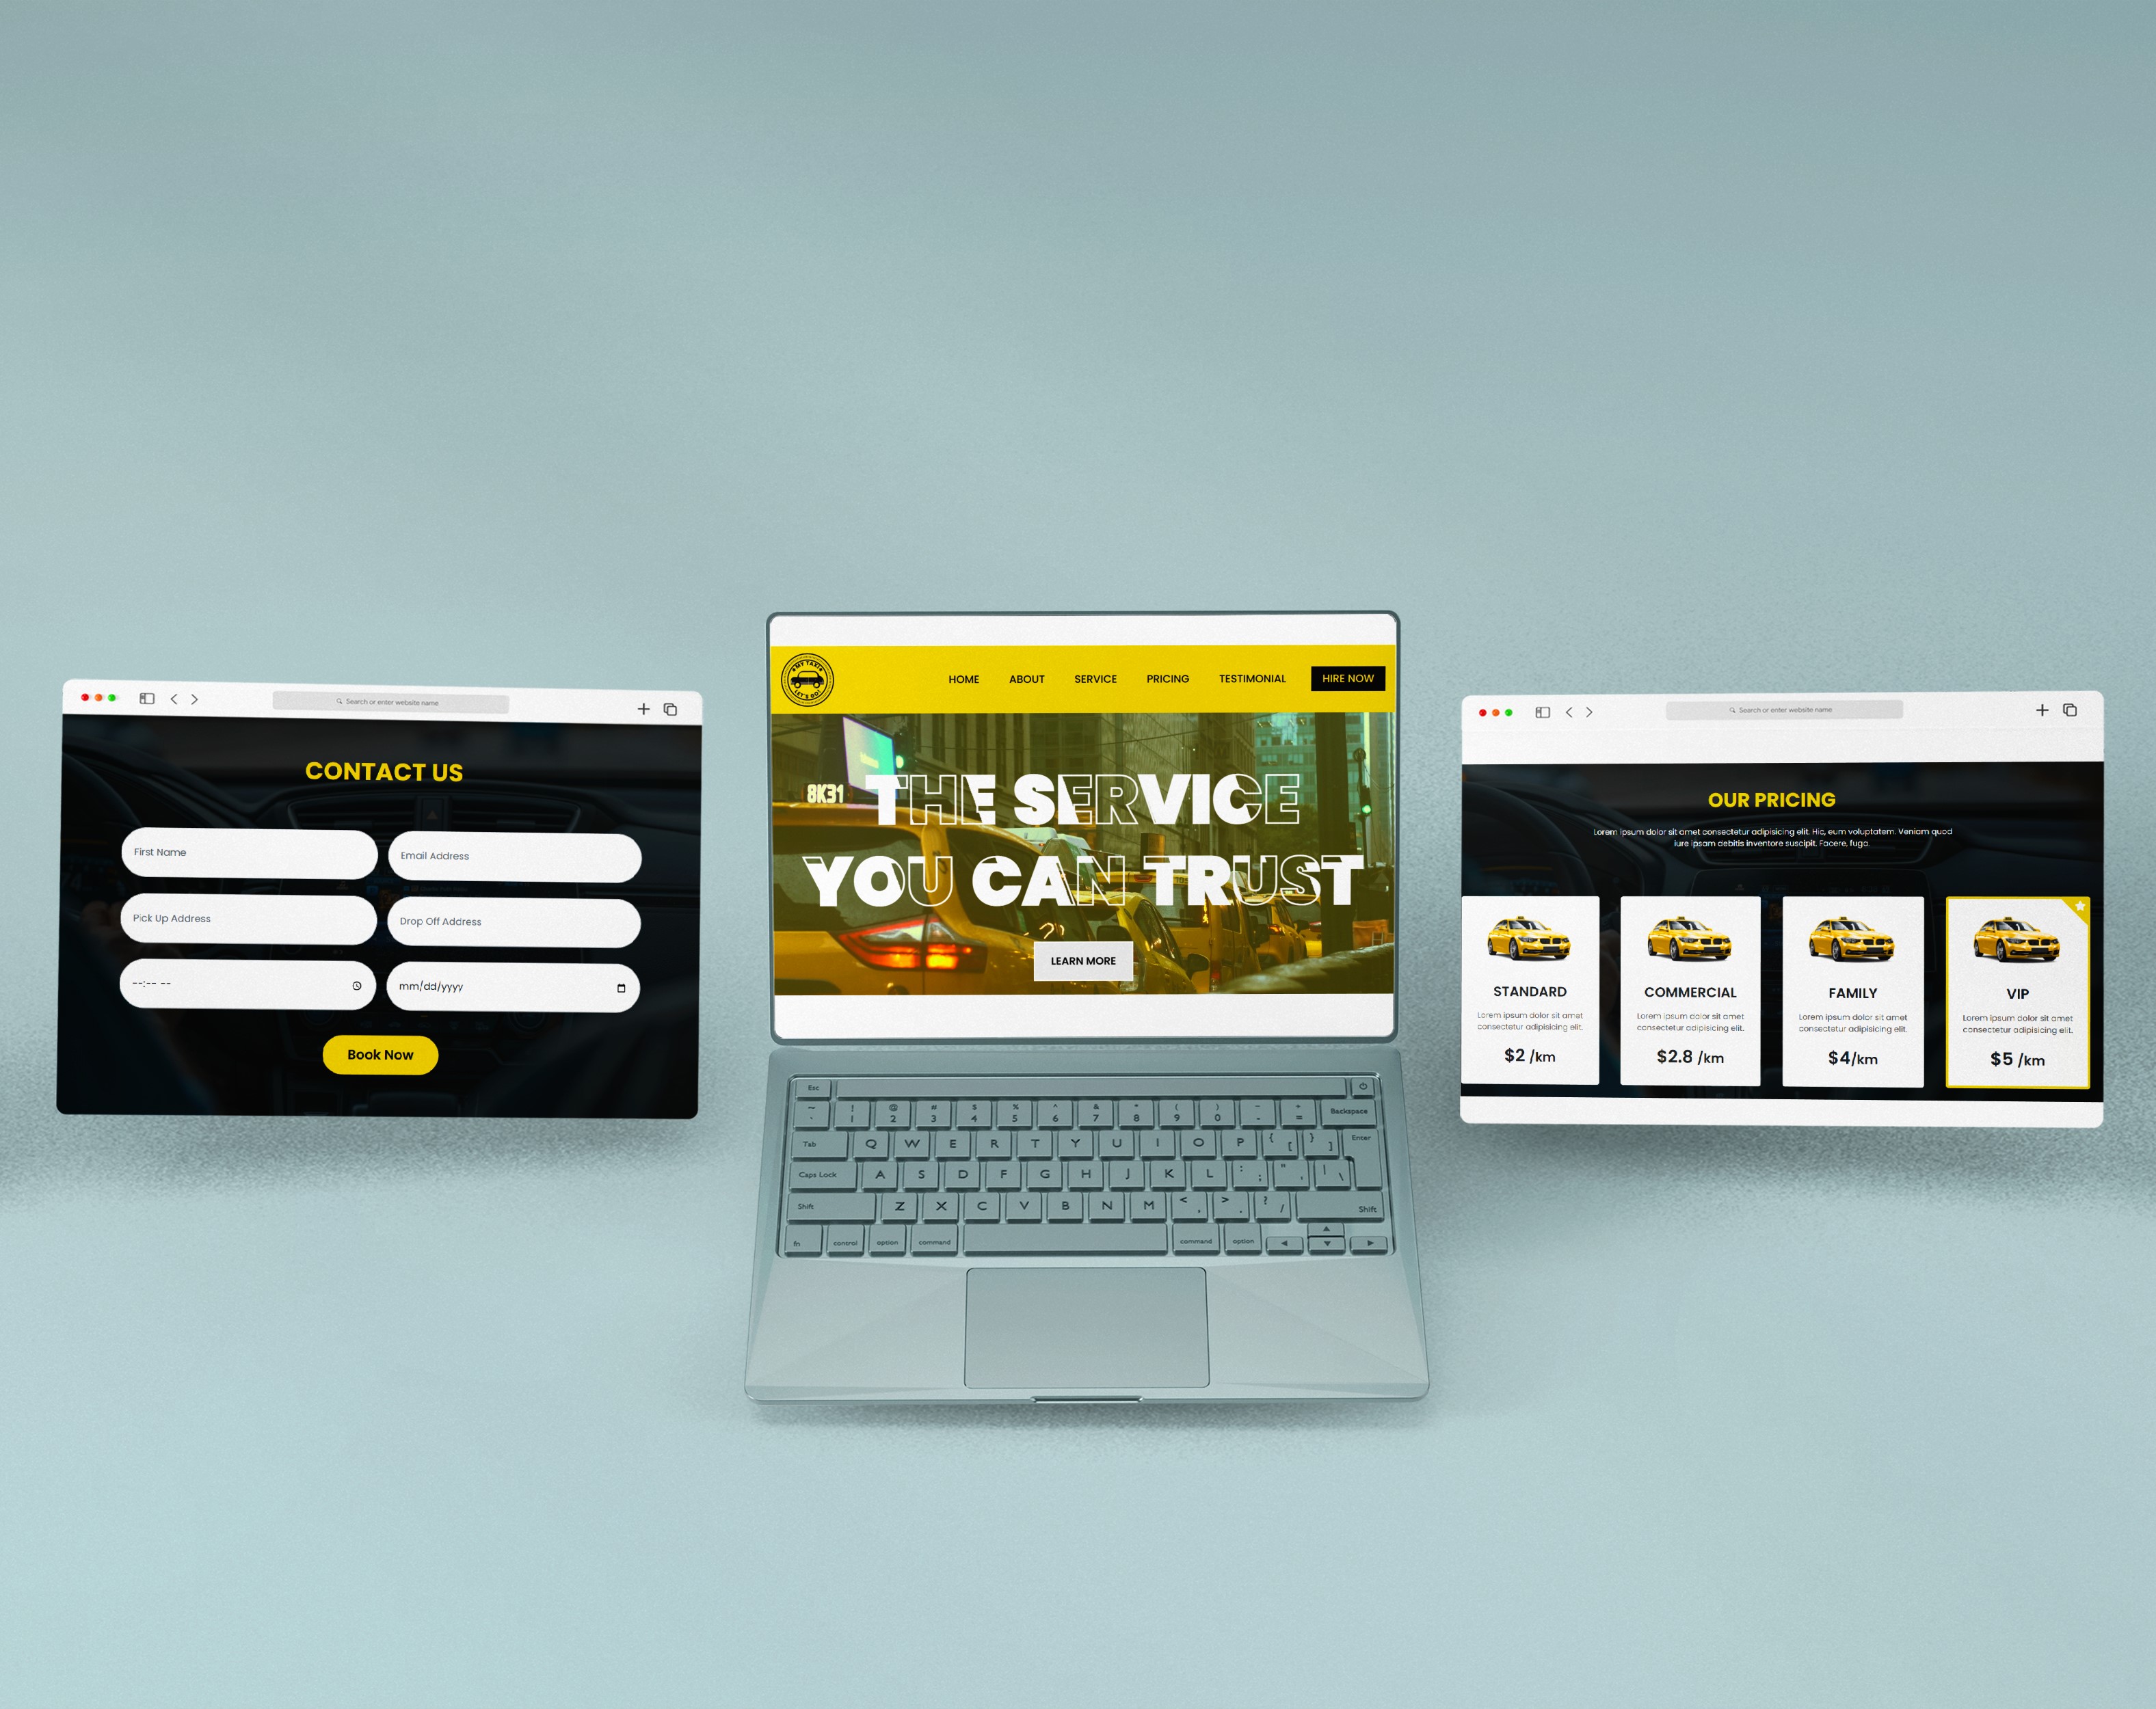 Search or enter website name
CONTACT US
First Name
Email Address
Pick Up Address
Drop Off Address
--:-- --
mm/dd/yyyy
Book Now
MY TAXI
LET'S GO!
HOME
ABOUT
SERVICE
PRICING
TESTIMONIAL
HIRE NOW
8K31
THE SERVICE
YOU CAN TRUST
LEARN MORE
Esc
~ ! @ # $ % ^ & * ( ) _ +
` 1 2 3 4 5 6 7 8 9 0 - = Backspace
Tab Q W E R T Y U I O P { [ } ] Enter
Caps Lock A S D F G H J K L : ; " ' | \
Shift Z X C V B N M < , > . ? / Shift
fn control option command command option
Search or enter website name
OUR PRICING
Lorem ipsum dolor sit amet consectetur adipisicing elit. Hic, eum voluptatem. Veniam quod
iure ipsam debitis inventore suscipit. Facere, fuga.
STANDARD
Lorem ipsum dolor sit amet
consectetur adipisicing elit.
$2 /km
COMMERCIAL
Lorem ipsum dolor sit amet
consectetur adipisicing elit.
$2.8 /km
FAMILY
Lorem ipsum dolor sit amet
consectetur adipisicing elit.
$4/km
VIP
Lorem ipsum dolor sit amet
consectetur adipisicing elit.
$5 /km